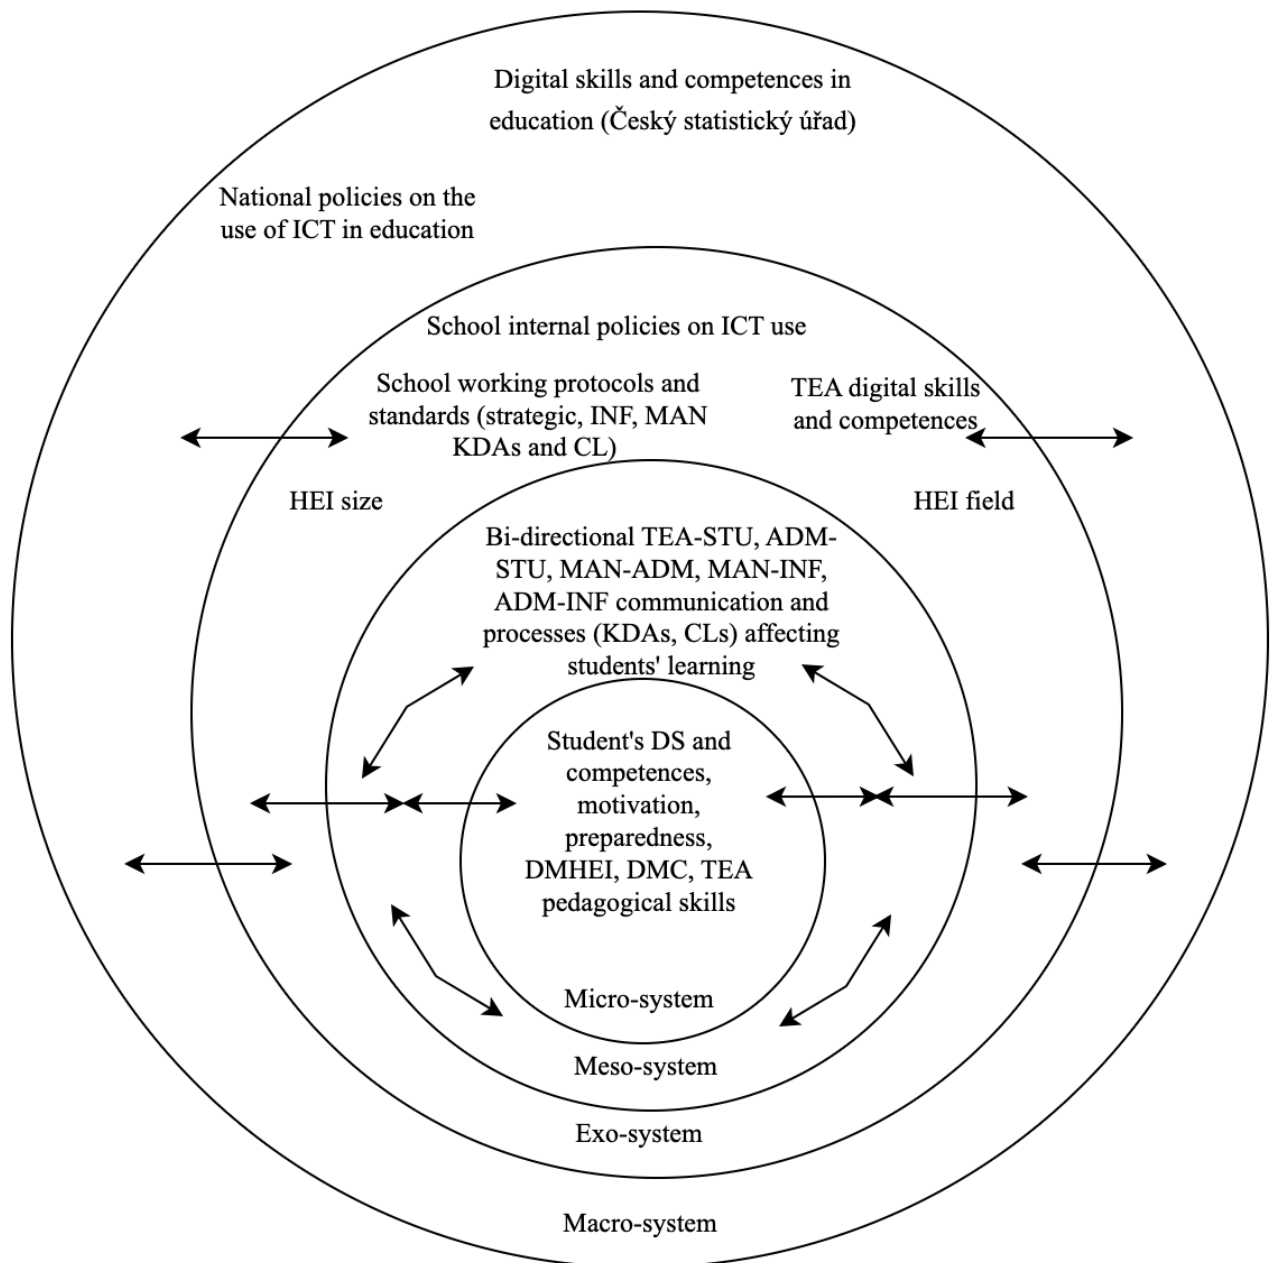 Digital skills and competences in
education (Český statistický úřad)
National policies on the
use of ICT in education
School internal policies on ICT use
School working protocols and
standards (strategic, INF, MAN
KDAs and CL)
TEA digital skills
and competences
HEI size
HEI field
Bi-directional TEA-STU, ADM-
STU, MAN-ADM, MAN-INF,
ADM-INF communication and
processes (KDAs, CLs) affecting
students' learning
Student's DS and
competences,
motivation,
preparedness,
DMHEI, DMC, TEA
pedagogical skills
Micro-system
Meso-system
Exo-system
Macro-system